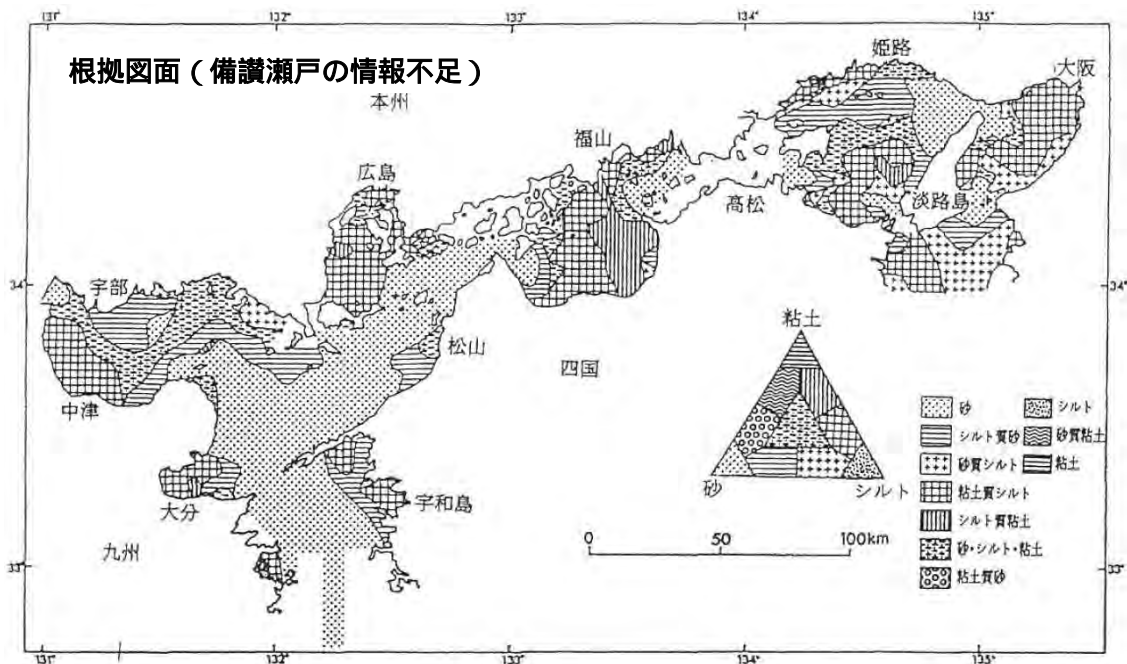 131° 132° 133° 134° 135°
根拠図面（備讃瀬戸の情報不足）
本州
姫路
大阪
福山
広島
高松
淡路島
宇部
34° 34°
松山
四国
中津
粘土
砂
シルト
砂 シルト
シルト質砂 砂質粘土
砂質シルト 粘土
粘土質シルト
シルト質粘土
砂・シルト・粘土
粘土質砂
0 50 100km
大分
宇和島
九州
33° 33°
131° 132° 133° 134° 135°